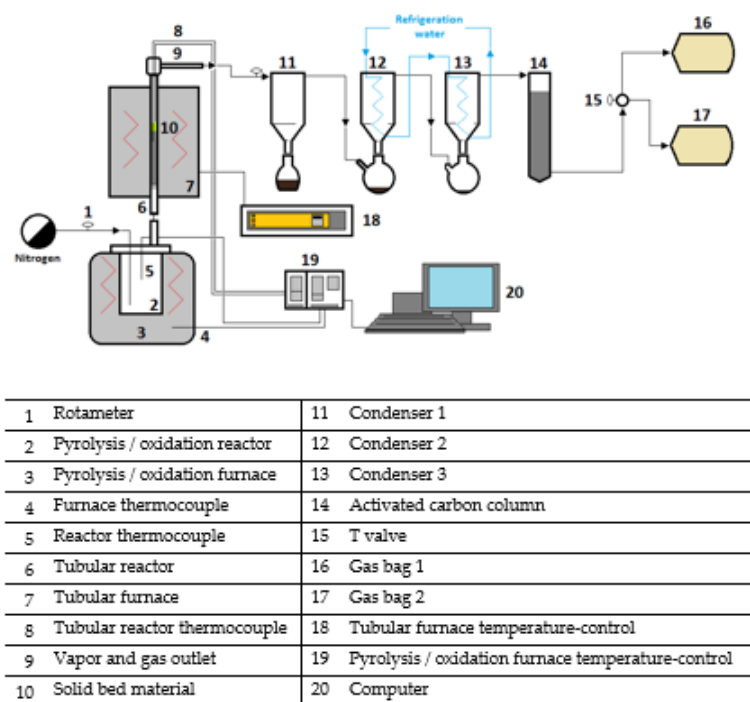 Refrigeration
water
16
8
9
11
12
13
14
15
17
10
7
6
18
1
Nitrogen
5
19
2
20
3
4
1 Rotameter 11 Condenser 1
2 Pyrolysis / oxidation reactor 12 Condenser 2
3 Pyrolysis / oxidation furnace 13 Condenser 3
4 Furnace thermocouple 14 Activated carbon column
5 Reactor thermocouple 15 T valve
6 Tubular reactor 16 Gas bag 1
7 Tubular furnace 17 Gas bag 2
8 Tubular reactor thermocouple 18 Tubular furnace temperature-control
9 Vapor and gas outlet 19 Pyrolysis / oxidation furnace temperature-control
10 Solid bed material 20 Computer